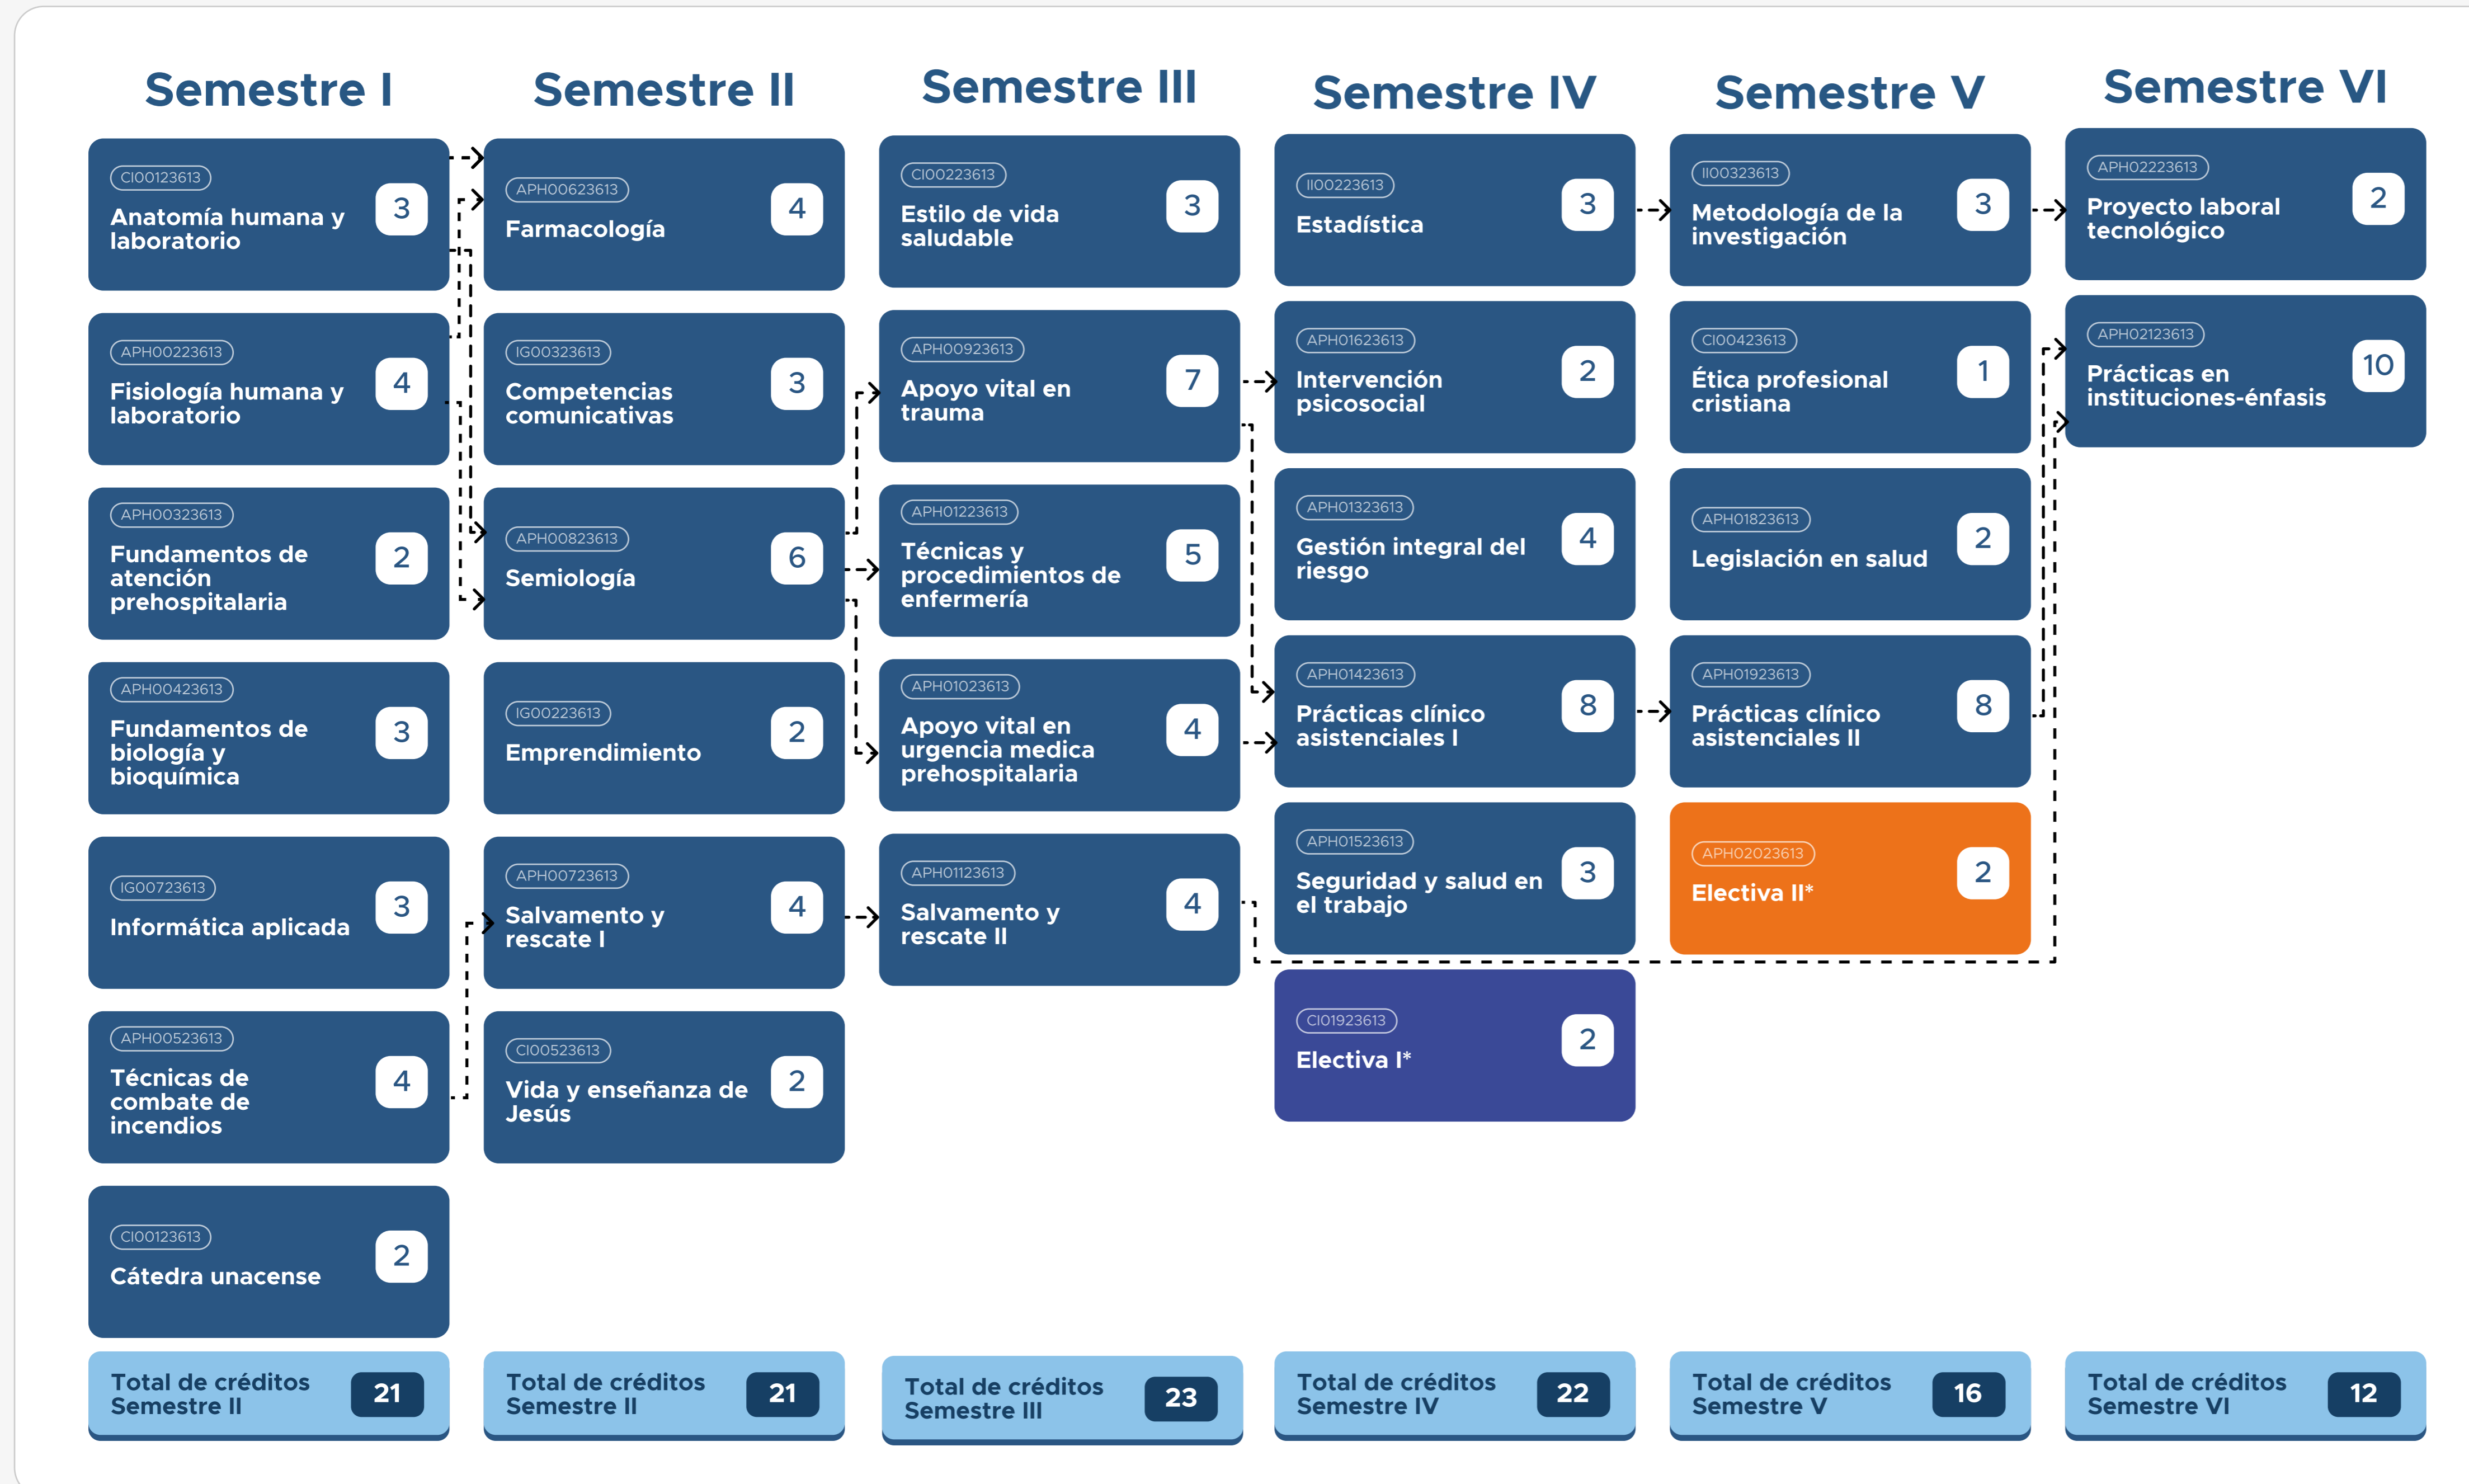 Semestre I
CI00123613
Anatomía humana y
laboratorio
3
APH00223613
Fisiología humana y
laboratorio
4
APH00323613
Fundamentos de
atención
prehospitalaria
2
APH00423613
Fundamentos de
biología y
bioquímica
3
IG00723613
Informática aplicada
3
APH00523613
Técnicas de
combate de
incendios
4
CI00123613
Cátedra unacense
2
Total de créditos
Semestre II
21
Semestre II
APH00623613
Farmacología
4
IG00323613
Competencias
comunicativas
3
APH00823613
Semiología
6
IG00223613
Emprendimiento
2
APH00723613
Salvamento y
rescate I
4
CI00523613
Vida y enseñanza de
Jesús
2
Total de créditos
Semestre II
21
Semestre III
CI00223613
Estilo de vida
saludable
3
APH00923613
Apoyo vital en
trauma
7
APH01223613
Técnicas y
procedimientos de
enfermería
5
APH01023613
Apoyo vital en
urgencia medica
prehospitalaria
4
APH01123613
Salvamento y
rescate II
4
Total de créditos
Semestre III
23
Semestre IV
II00223613
Estadística
3
APH01623613
Intervención
psicosocial
2
APH01323613
Gestión integral del
riesgo
4
APH01423613
Prácticas clínico
asistenciales I
8
APH01523613
Seguridad y salud en
el trabajo
3
CI01923613
Electiva I*
2
Total de créditos
Semestre IV
22
Semestre V
II00323613
Metodología de la
investigación
3
CI00423613
Ética profesional
cristiana
1
APH01823613
Legislación en salud
2
APH01923613
Prácticas clínico
asistenciales II
8
APH02023613
Electiva II*
2
Total de créditos
Semestre V
16
Semestre VI
APH02223613
Proyecto laboral
tecnológico
2
APH02123613
Prácticas en
instituciones-énfasis
10
Total de créditos
Semestre VI
12